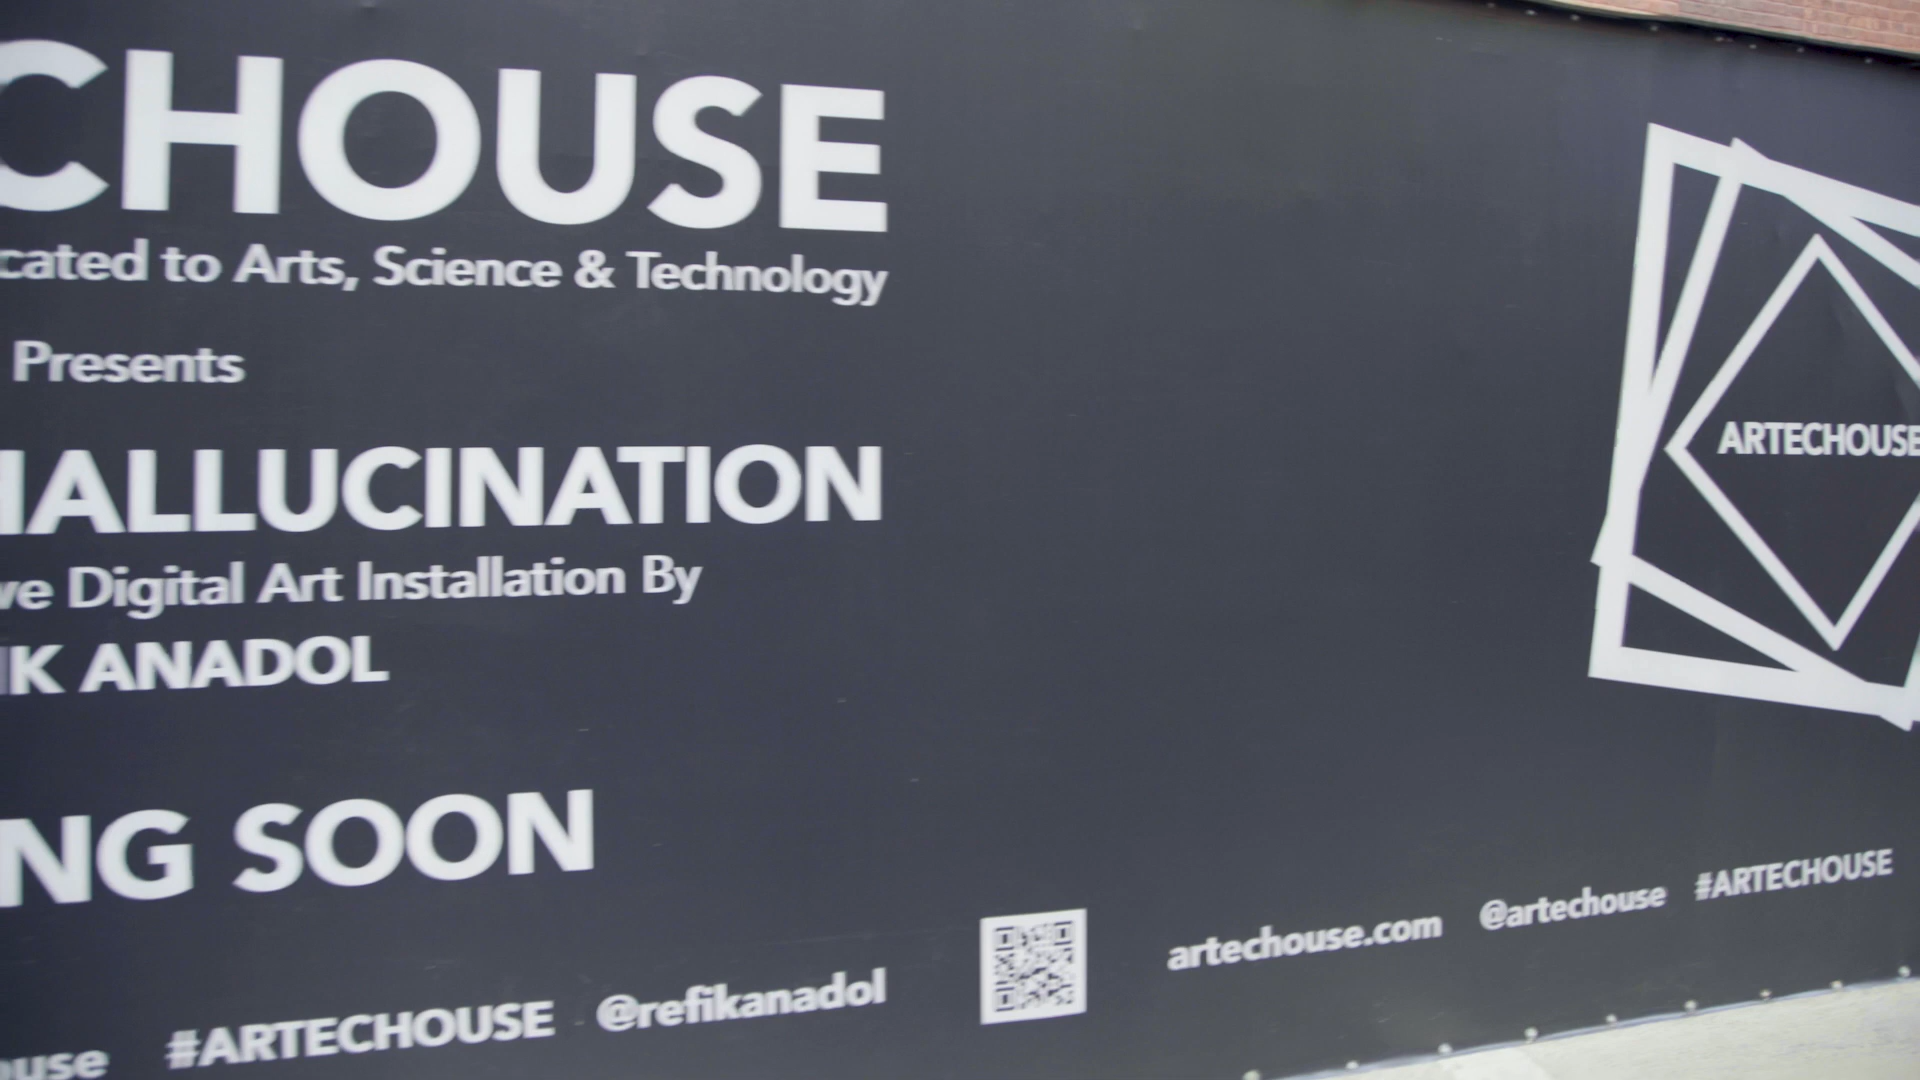 CHOUSE
cated to Arts, Science & Technology
Presents
HALLUCINATION
ve Digital Art Installation By
IK ANADOL
NG SOON
ouse #ARTECHOUSE @refikanadol
artechouse.com @artechouse #ARTECHOUSE
ARTECHOUSE